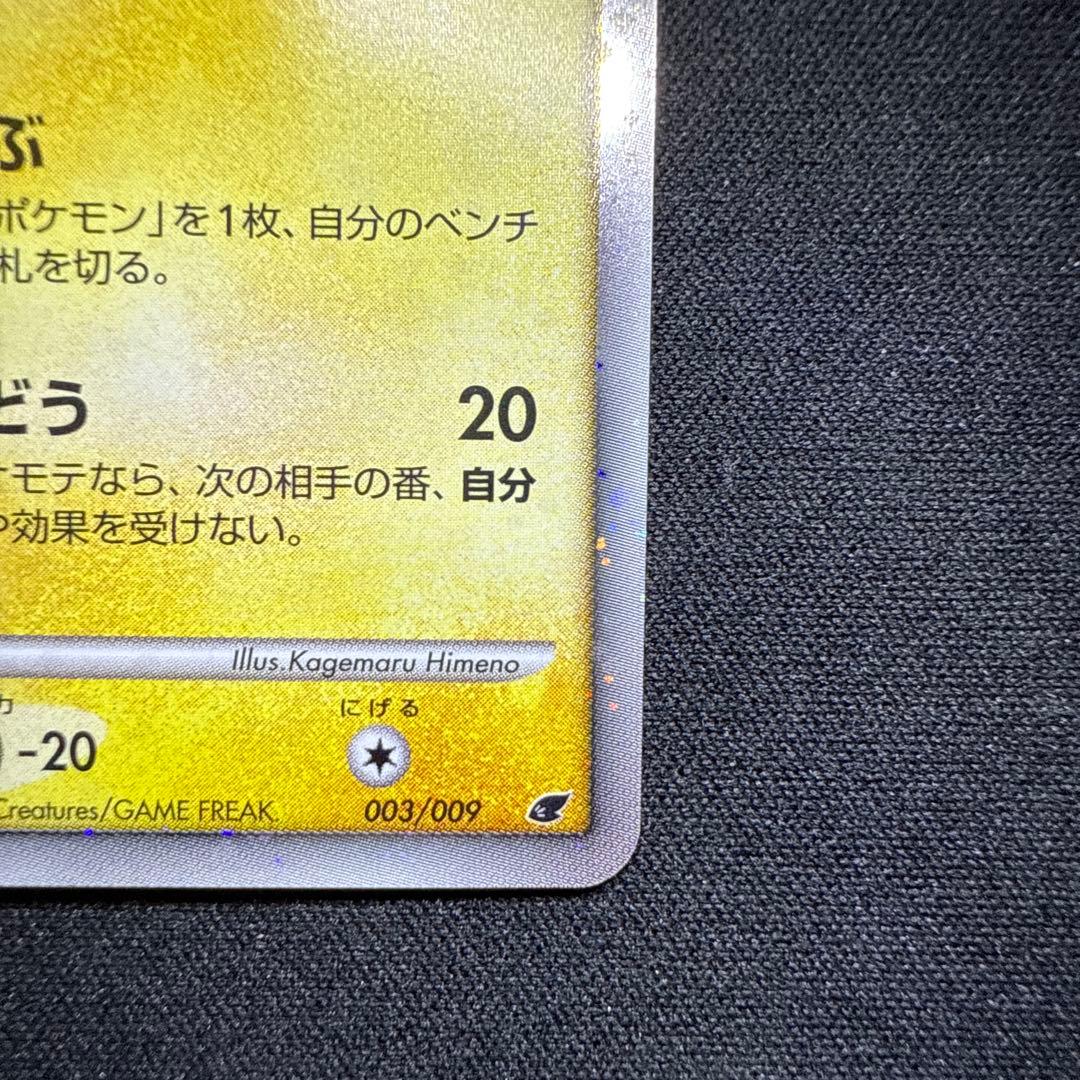 ぶ
ポケモン」を1枚、自分のベンチ
札を切る。
どう 20
モテなら、次の相手の番、自分
や効果を受けない。
Illus.Kagemaru Himeno
力 にげる
-20
Creatures/GAME FREAK. 003/009